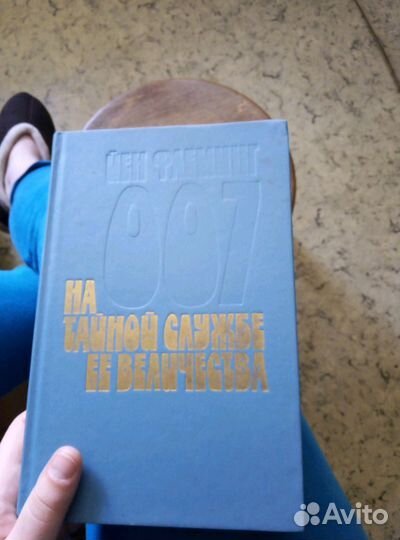 ЙЕН ФЛЕМИНГ
007
НА
ТАЙНОЙ СЛУЖБЕ
ЕЕ ВЕЛИЧЕСТВА
Avito